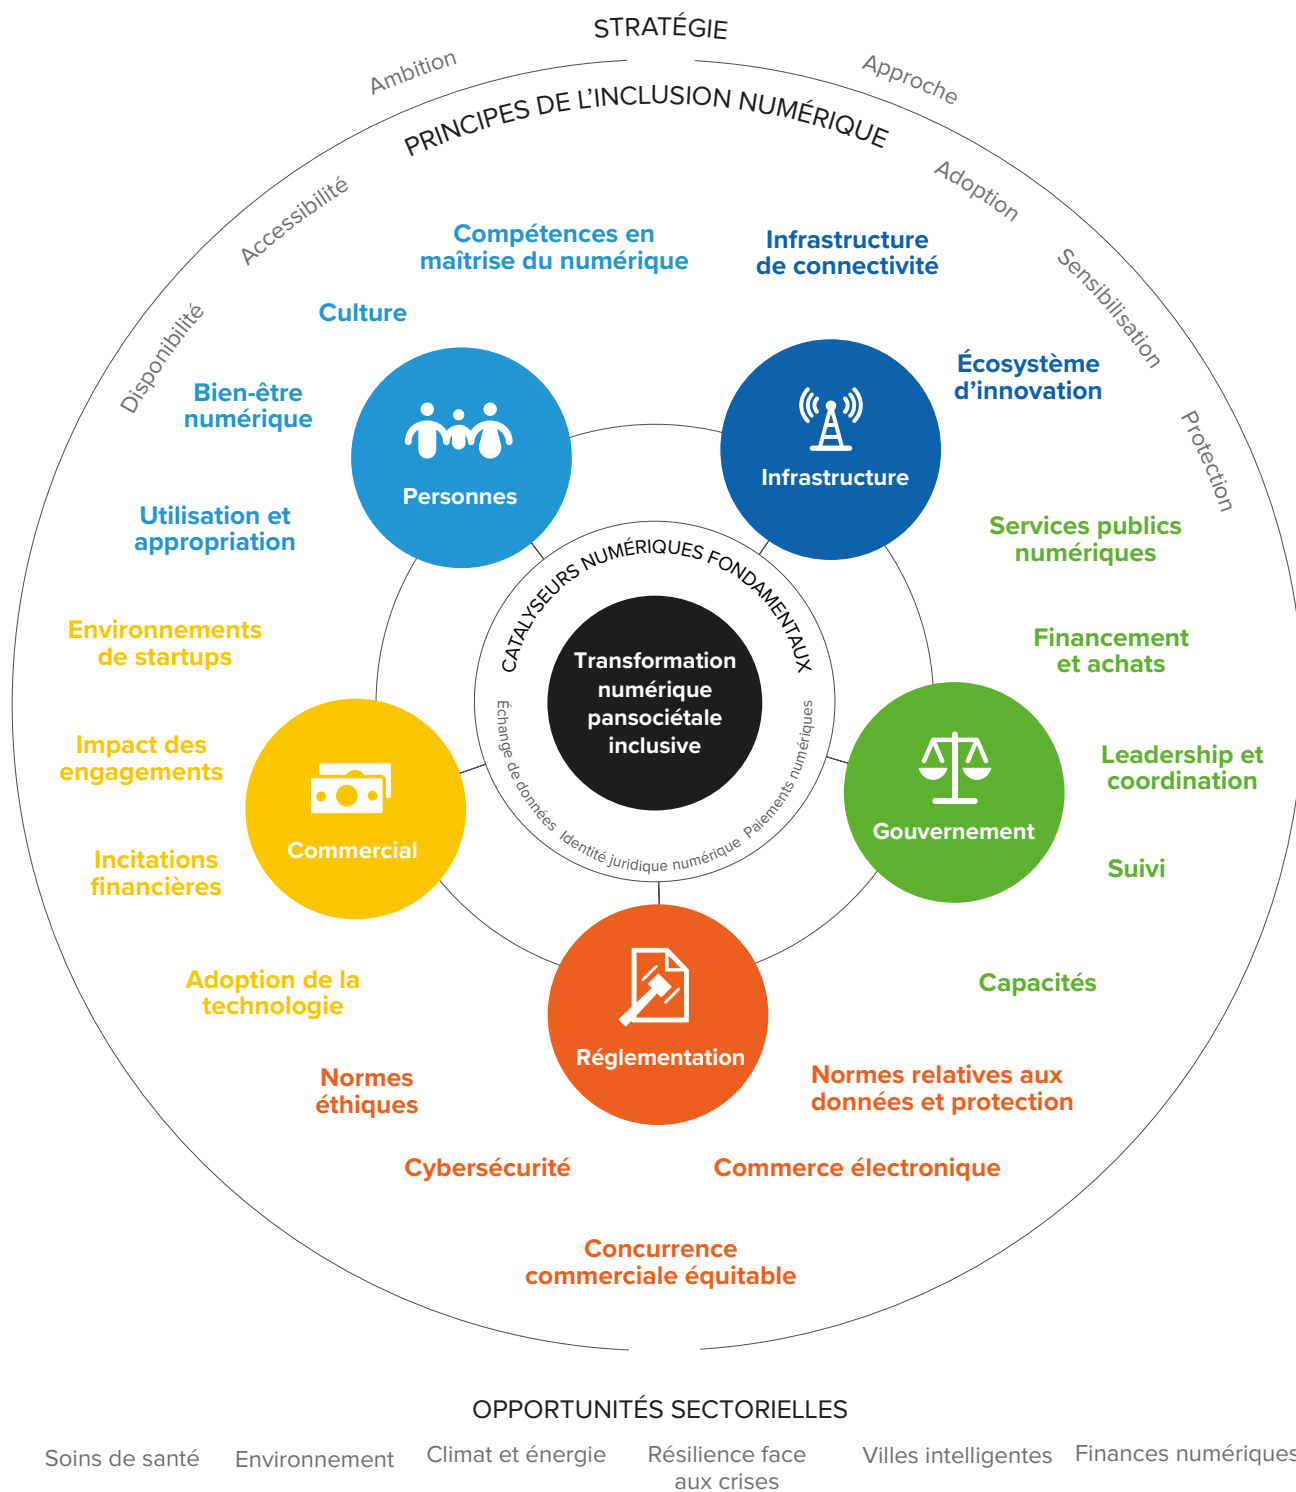 STRATÉGIE
Ambition
Approche
PRINCIPES DE L’INCLUSION NUMÉRIQUE
Disponibilité
Accessibilité
Adoption
Sensibilisation
Protection
Compétences en
maîtrise du numérique
Culture
Bien-être
numérique
Utilisation et
appropriation
Personnes
Infrastructure
de connectivité
Écosystème
d’innovation
Infrastructure
Services publics
numériques
Financement
et achats
Leadership et
coordination
Suivi
Capacités
Gouvernement
CATALYSEURS NUMÉRIQUES FONDAMENTAUX
Transformation
numérique
pansociétale
inclusive
Échange de données
Identité juridique numérique
Paiements numériques
Environnements
de startups
Impact des
engagements
Incitations
financières
Adoption de la
technologie
Commercial
Réglementation
Normes
éthiques
Cybersécurité
Concurrence
commerciale équitable
Commerce électronique
Normes relatives aux
données et protection
OPPORTUNITÉS SECTORIELLES
Soins de santé
Environnement
Climat et énergie
Résilience face
aux crises
Villes intelligentes
Finances numériques